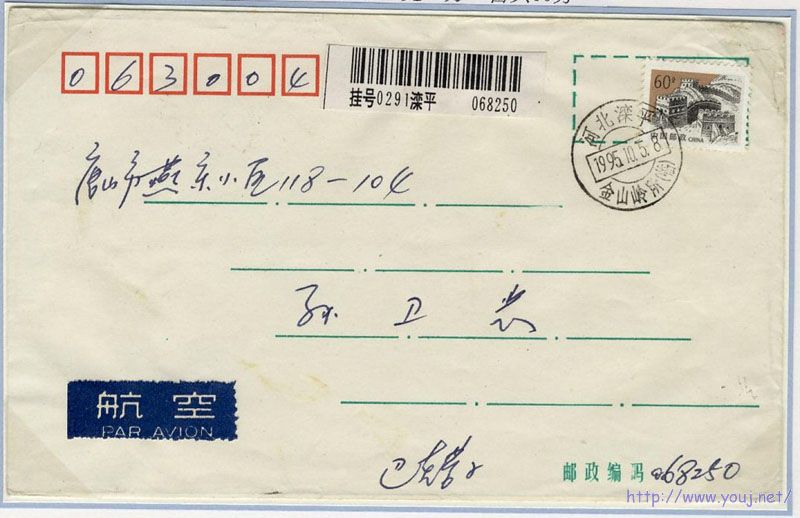 063004
挂号0291滦平 068250
60分
中国邮政 CHINA
河北滦平
1995.10.5.8
金山岭
唐山市燕京小区118-104
孙卫
航空
PAR AVION
邮政编码 068250
http://www.youj.net/